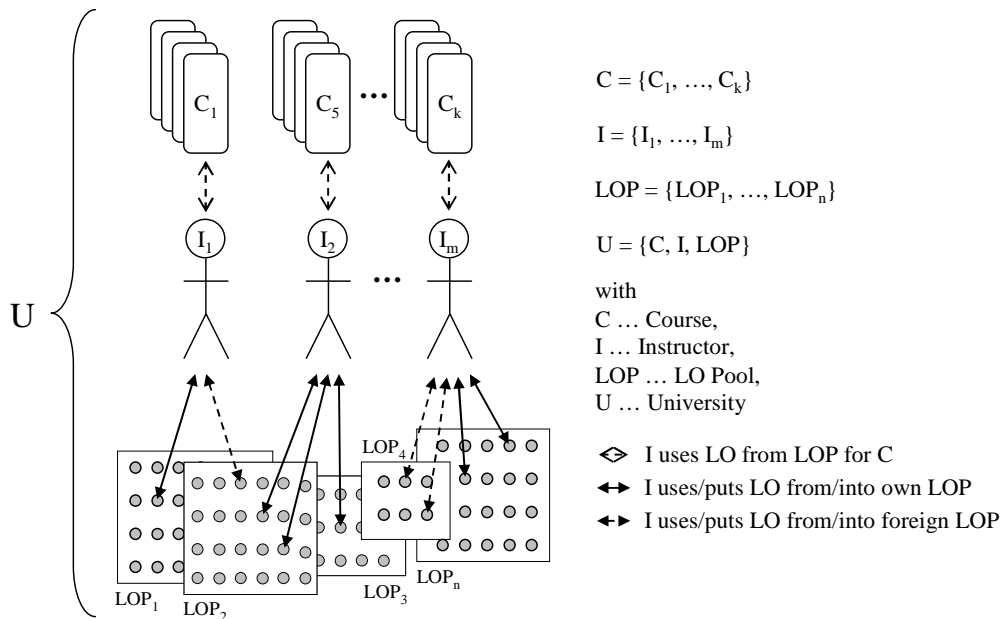 C₁
C₅
...
Cₖ
I₁
I₂
Iₘ
...
U
LOP₁
LOP₂
LOP₃
LOP₄
LOPₙ
C = {C₁, …, Cₖ}
I = {I₁, …, Iₘ}
LOP = {LOP₁, …, LOPₙ}
U = {C, I, LOP}
with
C … Course,
I … Instructor,
LOP … LO Pool,
U … University
I uses LO from LOP for C
I uses/puts LO from/into own LOP
I uses/puts LO from/into foreign LOP